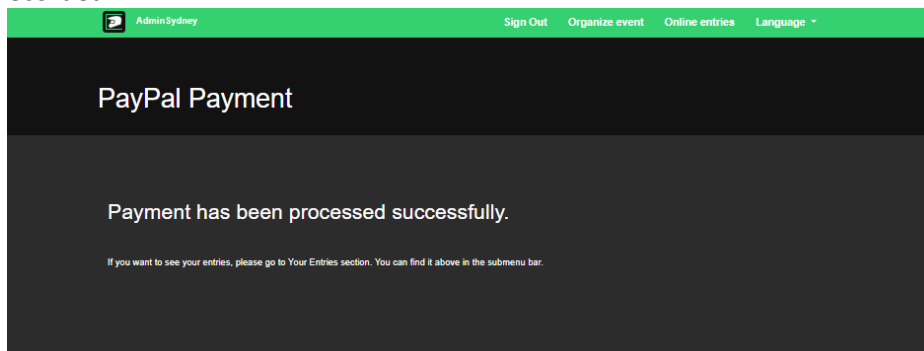 AdminSydney Sign Out Organize event Online entries Language
PayPal Payment
Payment has been processed successfully.
If you want to see your entries, please go to Your Entries section. You can find it above in the submenu bar.